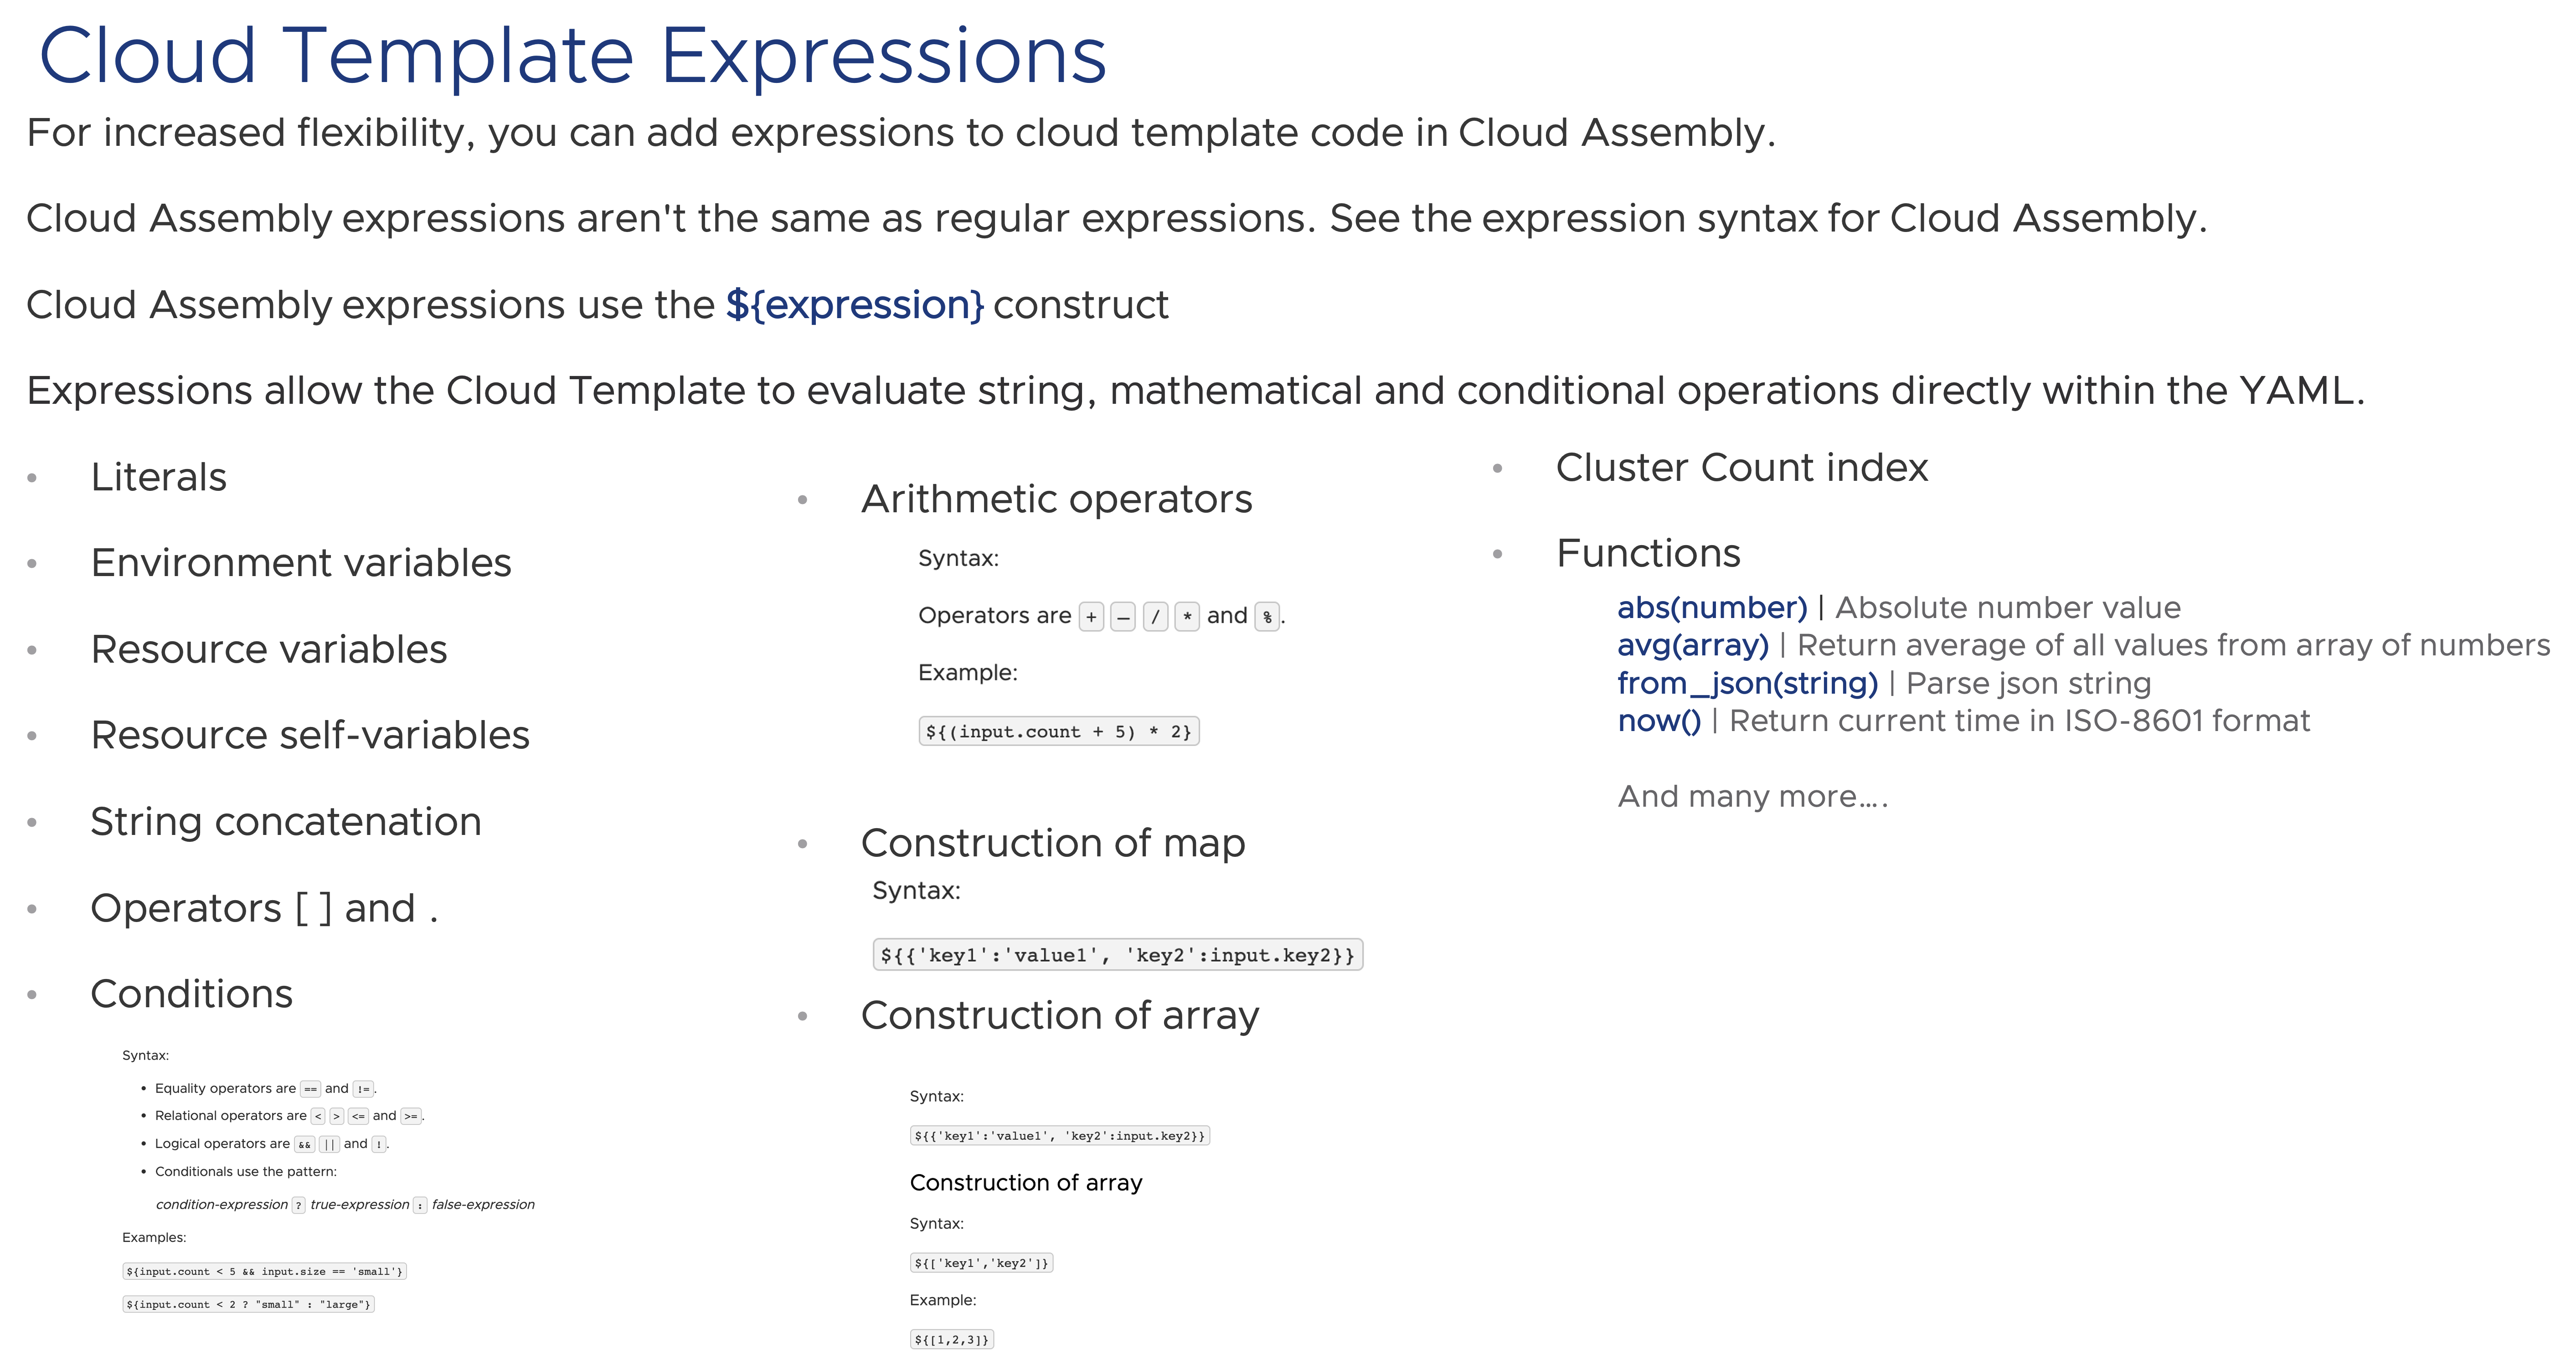 Cloud Template Expressions
For increased flexibility, you can add expressions to cloud template code in Cloud Assembly.
Cloud Assembly expressions aren't the same as regular expressions. See the expression syntax for Cloud Assembly.
Cloud Assembly expressions use the ${expression} construct
Expressions allow the Cloud Template to evaluate string, mathematical and conditional operations directly within the YAML.
• Literals
• Environment variables
• Resource variables
• Resource self-variables
• String concatenation
• Operators [ ] and .
• Conditions
Syntax:
• Equality operators are == and !=.
• Relational operators are < > <= and >=.
• Logical operators are && || and !.
• Conditionals use the pattern:
condition-expression ? true-expression : false-expression
Examples:
${input.count < 5 && input.size == 'small'}
${input.count < 2 ? "small" : "large"}
• Arithmetic operators
Syntax:
Operators are + – / * and %.
Example:
${(input.count + 5) * 2}
• Construction of map
Syntax:
${{'key1':'value1', 'key2':input.key2}}
• Construction of array
Syntax:
${{'key1':'value1', 'key2':input.key2}}
Construction of array
Syntax:
${['key1','key2']}
Example:
${[1,2,3]}
• Cluster Count index
• Functions
abs(number) | Absolute number value
avg(array) | Return average of all values from array of numbers
from_json(string) | Parse json string
now() | Return current time in ISO-8601 format
And many more....